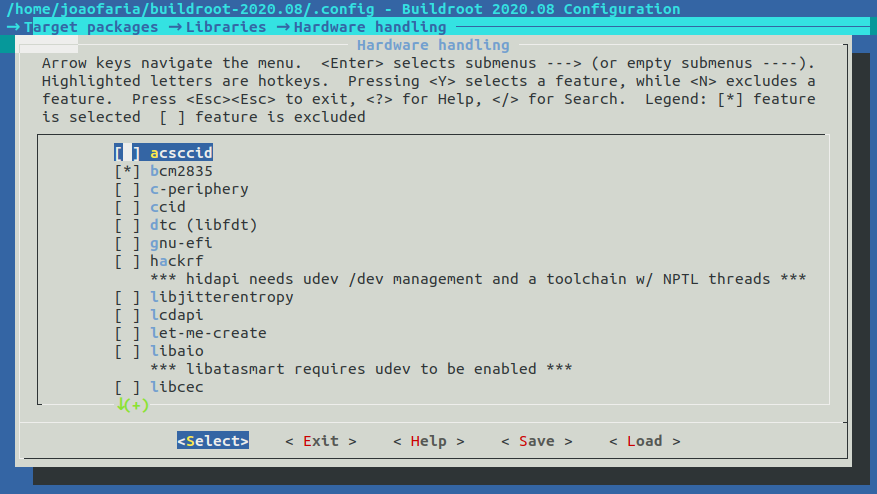 /home/joaofaria/buildroot-2020.08/.config - Buildroot 2020.08 Configuration
→ Target packages → Libraries → Hardware handling
Hardware handling
Arrow keys navigate the menu.  <Enter> selects submenus ---> (or empty submenus ----).
Highlighted letters are hotkeys.  Pressing <Y> selects a feature, while <N> excludes a
feature.  Press <Esc><Esc> to exit, <?> for Help, </> for Search.  Legend: [*] feature
is selected  [ ] feature is excluded
[ ] acsccid
[*] bcm2835
[ ] c-periphery
[ ] ccid
[ ] dtc (libfdt)
[ ] gnu-efi
[ ] hackrf
*** hidapi needs udev /dev management and a toolchain w/ NPTL threads ***
[ ] libjitterentropy
[ ] lcdapi
[ ] let-me-create
[ ] libaio
*** libatasmart requires udev to be enabled ***
[ ] libcec
↓(+)
<Select>    < Exit >    < Help >    < Save >    < Load >